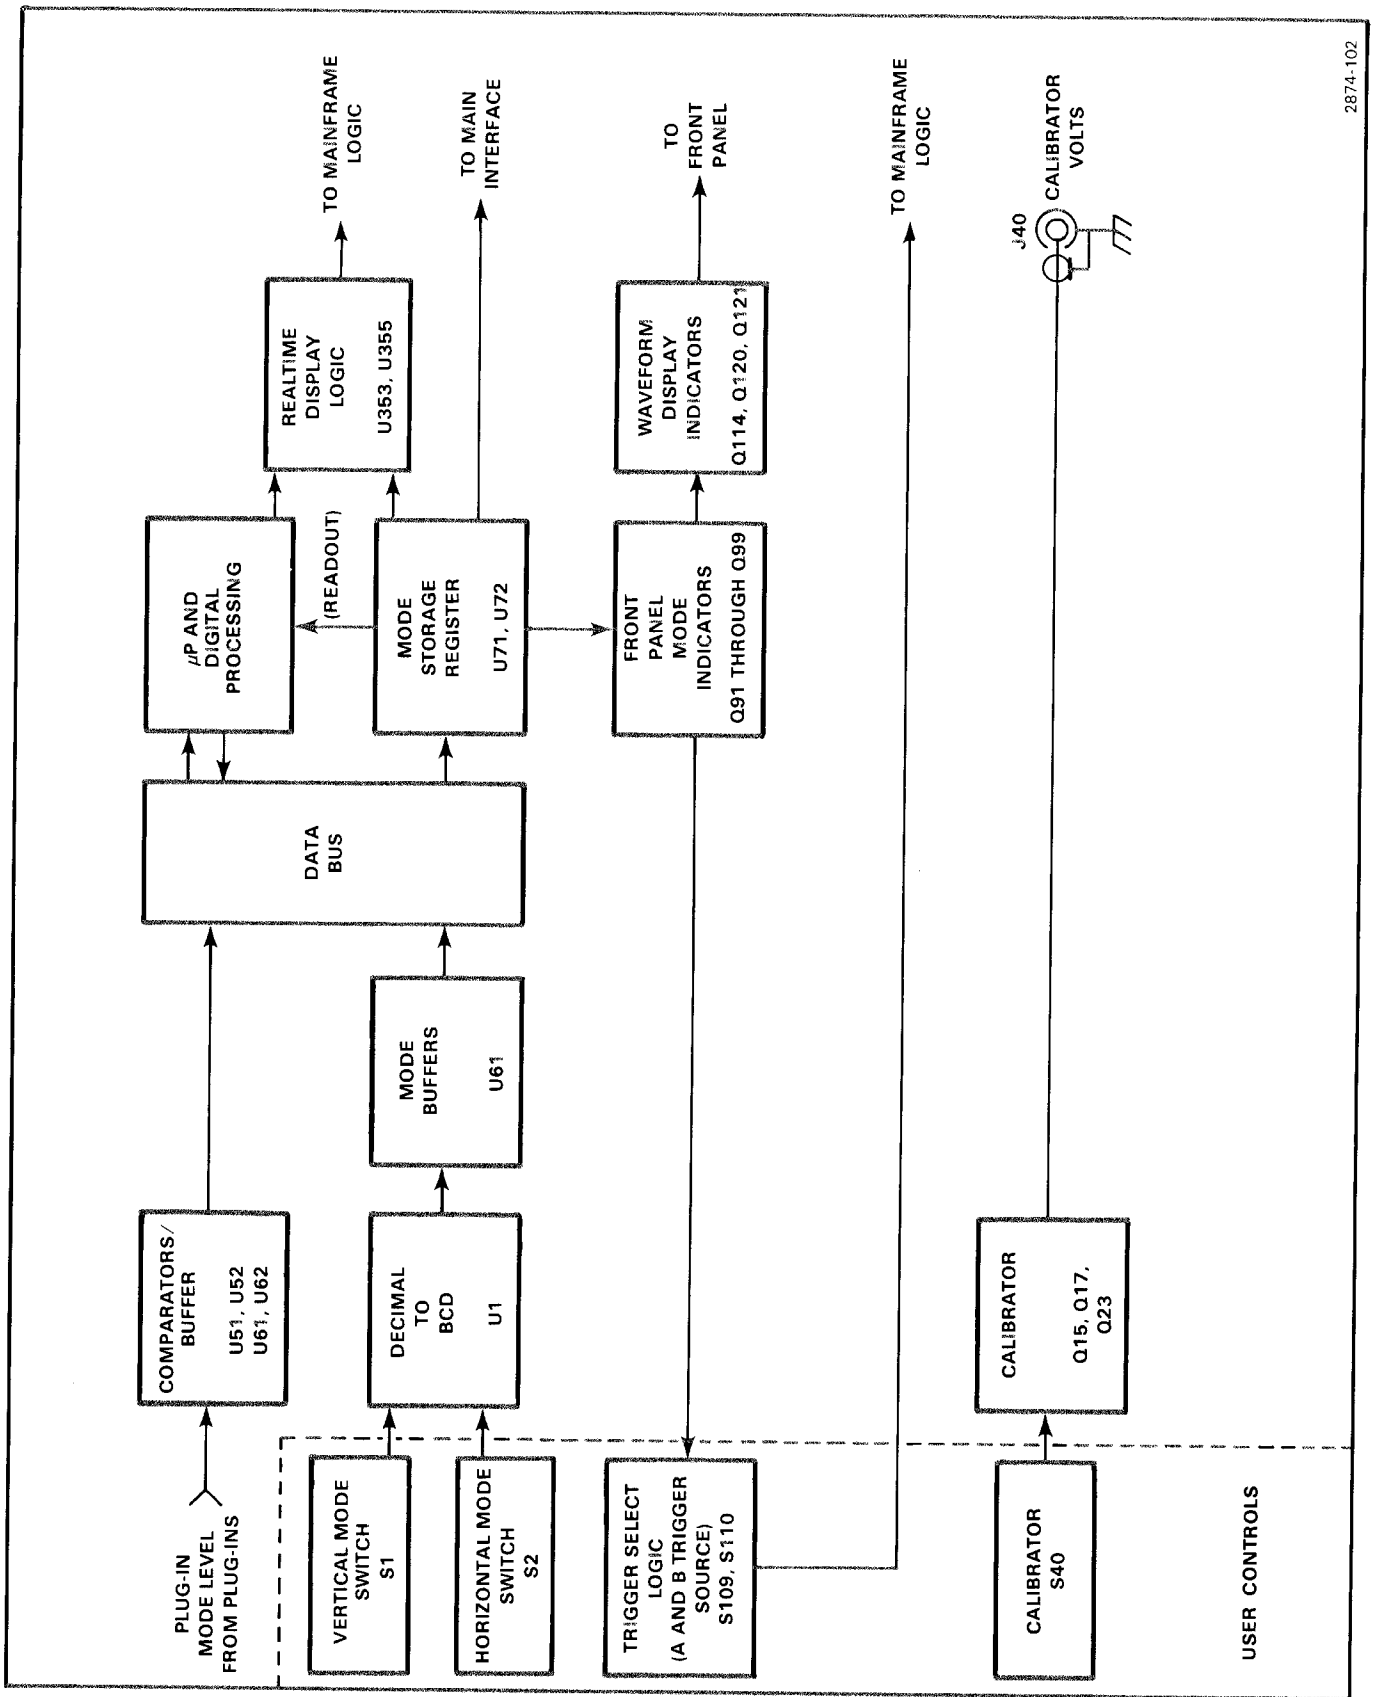 PLUG-IN
MODE LEVEL
FROM PLUG-INS
COMPARATORS/
BUFFER
U51, U52
U61, U62
VERTICAL MODE
SWITCH
S1
HORIZONTAL MODE
SWITCH
S2
DECIMAL
TO
BCD
U1
MODE
BUFFERS
U61
DATA
BUS
µP AND
DIGITAL
PROCESSING
(READOUT)
MODE
STORAGE
REGISTER
U71, U72
REALTIME
DISPLAY
LOGIC
U353, U355
TO MAINFRAME
LOGIC
TO MAIN
INTERFACE
TRIGGER SELECT
LOGIC
(A AND B TRIGGER
SOURCE)
S109, S110
FRONT
PANEL
MODE
INDICATORS
Q91 THROUGH Q99
WAVEFORM
DISPLAY
INDICATORS
Q114, Q120, Q121
TO
FRONT
PANEL
TO MAINFRAME
LOGIC
CALIBRATOR
S40
CALIBRATOR
Q15, Q17,
Q23
J40
CALIBRATOR
VOLTS
USER CONTROLS
2874-102